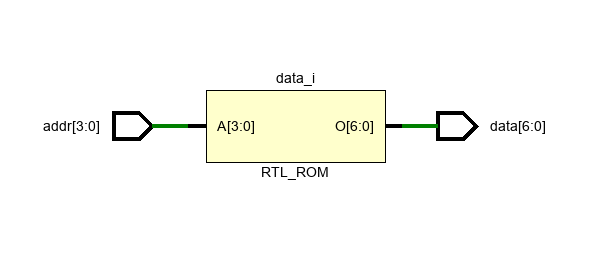 data_i
addr[3:0]
A[3:0]
O[6:0]
data[6:0]
RTL_ROM